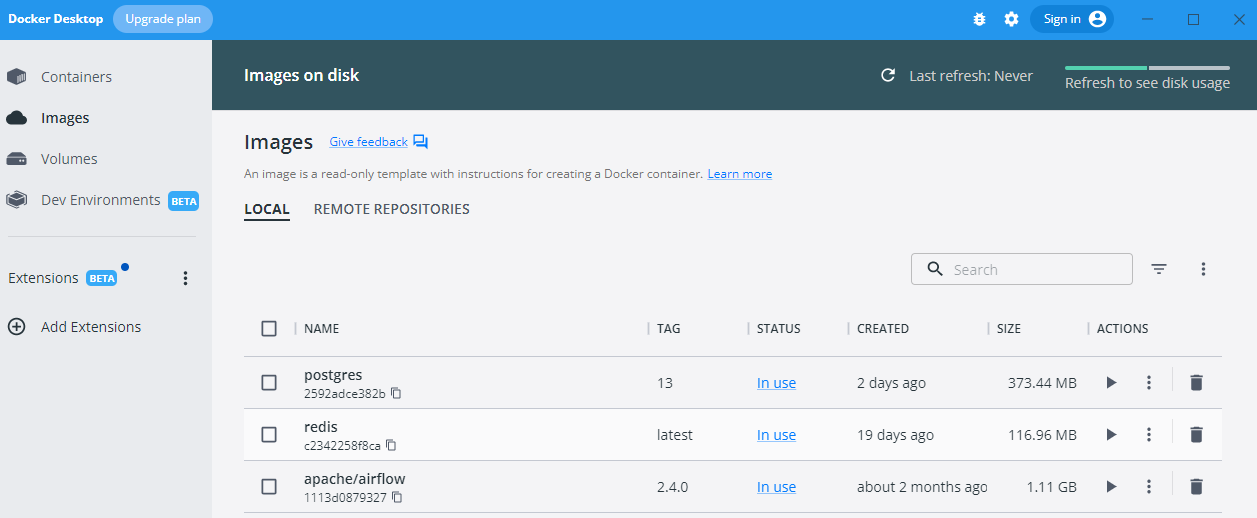 Docker Desktop Upgrade plan Sign in
Containers
Images
Volumes
Dev Environments BETA
Extensions BETA
Add Extensions
Images on disk Last refresh: Never Refresh to see disk usage
Images Give feedback
An image is a read-only template with instructions for creating a Docker container. Learn more
LOCAL REMOTE REPOSITORIES
Search
NAME TAG STATUS CREATED SIZE ACTIONS
postgres
2592adce382b 13 In use 2 days ago 373.44 MB
redis
c2342258f8ca latest In use 19 days ago 116.96 MB
apache/airflow
1113d0879327 2.4.0 In use about 2 months ago 1.11 GB